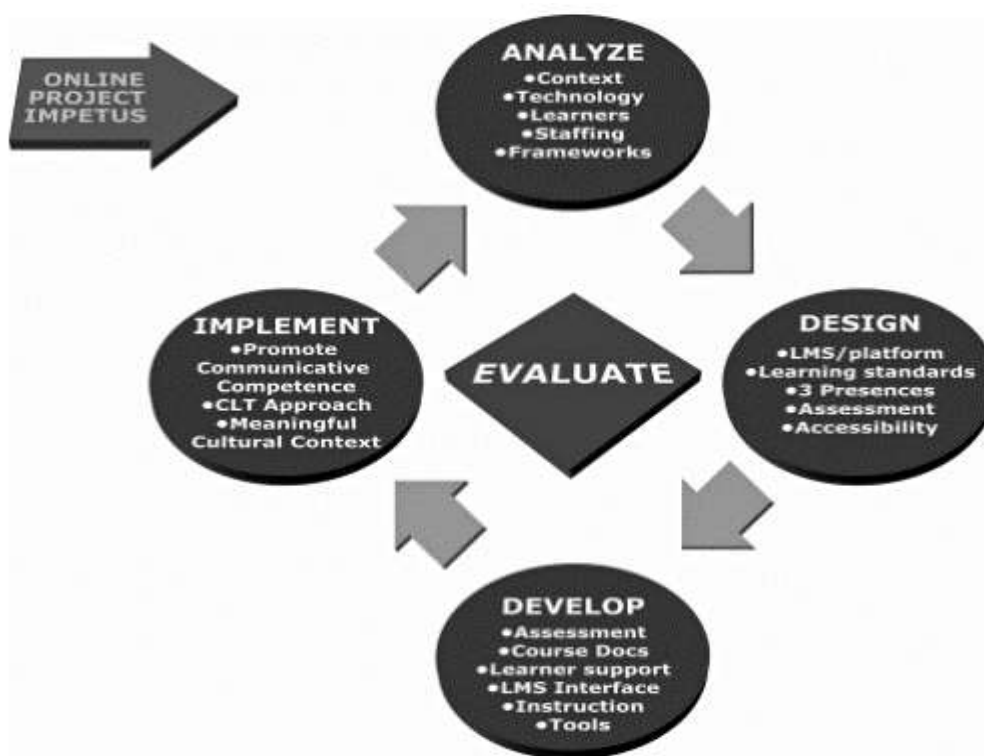 ONLINE
PROJECT
IMPETUS
ANALYZE
•Context
•Technology
•Learners
•Staffing
•Frameworks
DESIGN
•LMS/platform
•Learning standards
•3 Presences
•Assessment
•Accessibility
DEVELOP
•Assessment
•Course Docs
•Learner support
•LMS Interface
•Instruction
•Tools
IMPLEMENT
•Promote
Communicative
Competence
•CLT Approach
•Meaningful
Cultural Context
EVALUATE